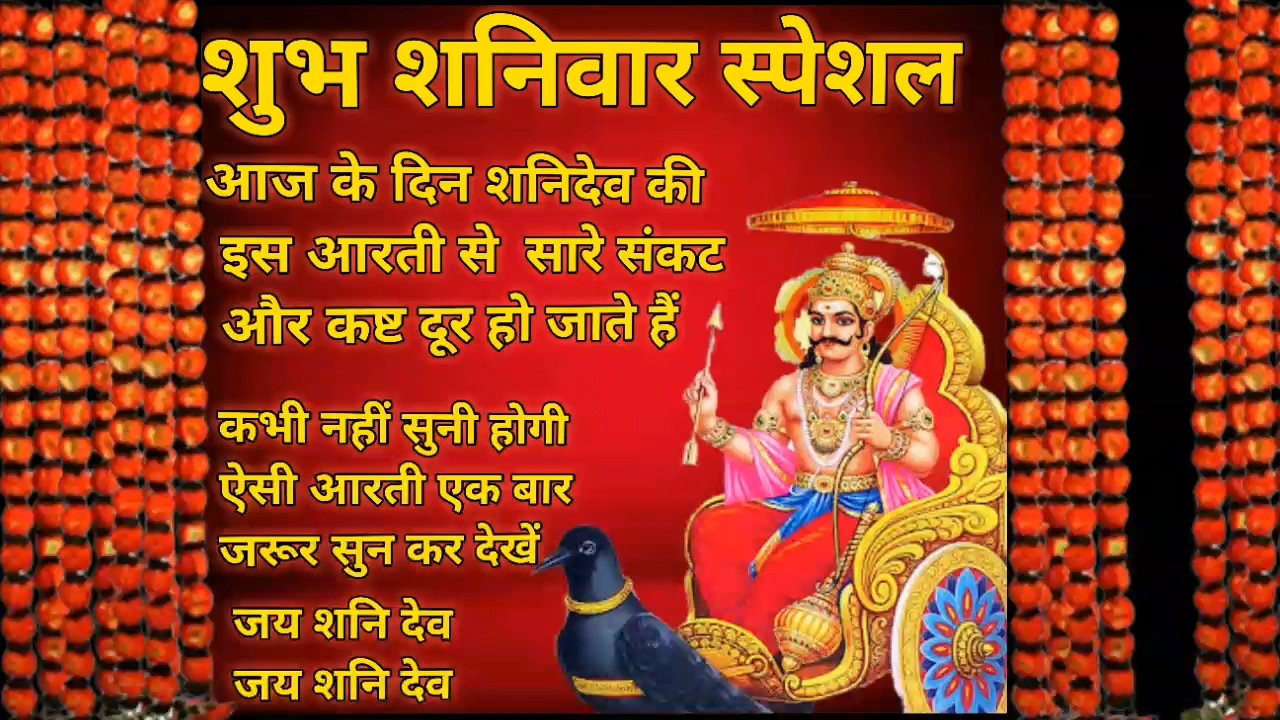 शुभ शनिवार स्पेशल
आज के दिन शनिदेव की
इस आरती से सारे संकट
और कष्ट दूर हो जाते हैं
कभी नहीं सुनी होगी
ऐसी आरती एक बार
जरूर सुन कर देखें
जय शनि देव
जय शनि देव